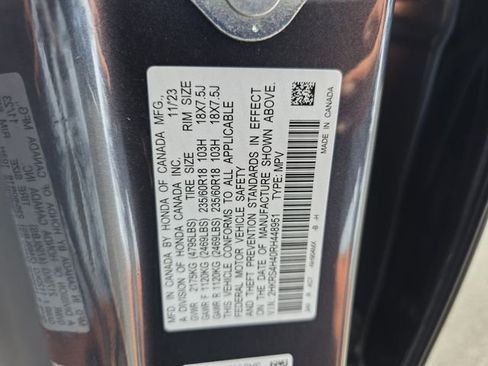 MFD. IN CANADA BY HONDA OF CANADA MFG.,
A DIVISION OF HONDA CANADA INC. 11/23
TIRE SIZE RIM SIZE
GVWR 2175KG (4795LBS)
GAWR F 1120KG (2469LBS) 235/60R18 103H 18X7.5J
GAWR R 1120KG (2469LBS) 235/60R18 103H 18X7.5J
THIS VEHICLE CONFORMS TO ALL APPLICABLE
FEDERAL MOTOR VEHICLE SAFETY
AND THEFT PREVENTION STANDARDS IN EFFECT
ON THE DATE OF MANUFACTURE SHOWN ABOVE.
V.I.N. 2HKRS4H40RH448951 TYPE: MPV
MADE IN CANADA